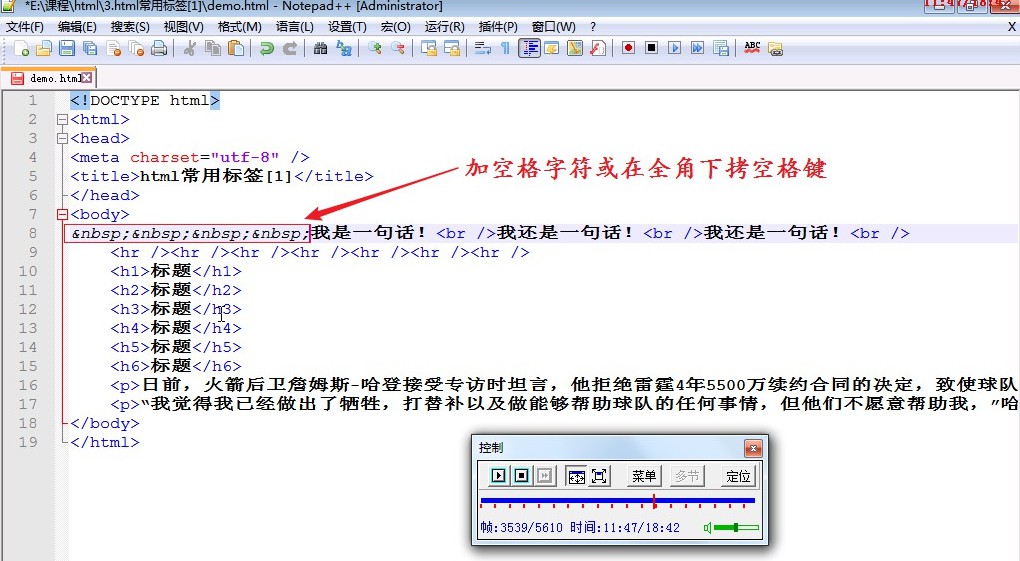 *E:\课程\html\3.html常用标签[1]\demo.html - Notepad++ [Administrator]
11:47/18:42
文件(F) 编辑(E) 搜索(S) 视图(V) 格式(M) 语言(L) 设置(T) 宏(O) 运行(R) 插件(P) 窗口(W) ? X
ABC
demo.html
1 <!DOCTYPE html>
2 <html>
3 <head>
4 <meta charset="utf-8" />
5 <title>html常用标签[1]</title>
加空格字符或在全角下拷空格键
6 </head>
7 <body>
8 &nbsp;&nbsp;&nbsp;&nbsp;我是一句话！<br />我还是一句话！<br />我还是一句话！<br />
9 <hr /><hr /><hr /><hr /><hr /><hr /><hr />
10 <h1>标题</h1>
11 <h2>标题</h2>
12 <h3>标题</h3>
13 <h4>标题</h4>
14 <h5>标题</h5>
15 <h6>标题</h6>
16 <p>日前，火箭后卫詹姆斯-哈登接受专访时坦言，他拒绝雷霆4年5500万续约合同的决定，致使球队
17 <p>“我觉得我已经做出了牺牲，打替补以及做能够帮助球队的任何事情，但他们不愿意帮助我，”哈
18 </body>
19 </html>
控制
菜单 多节 定位
帧:3539/5610 时间:11:47/18:42